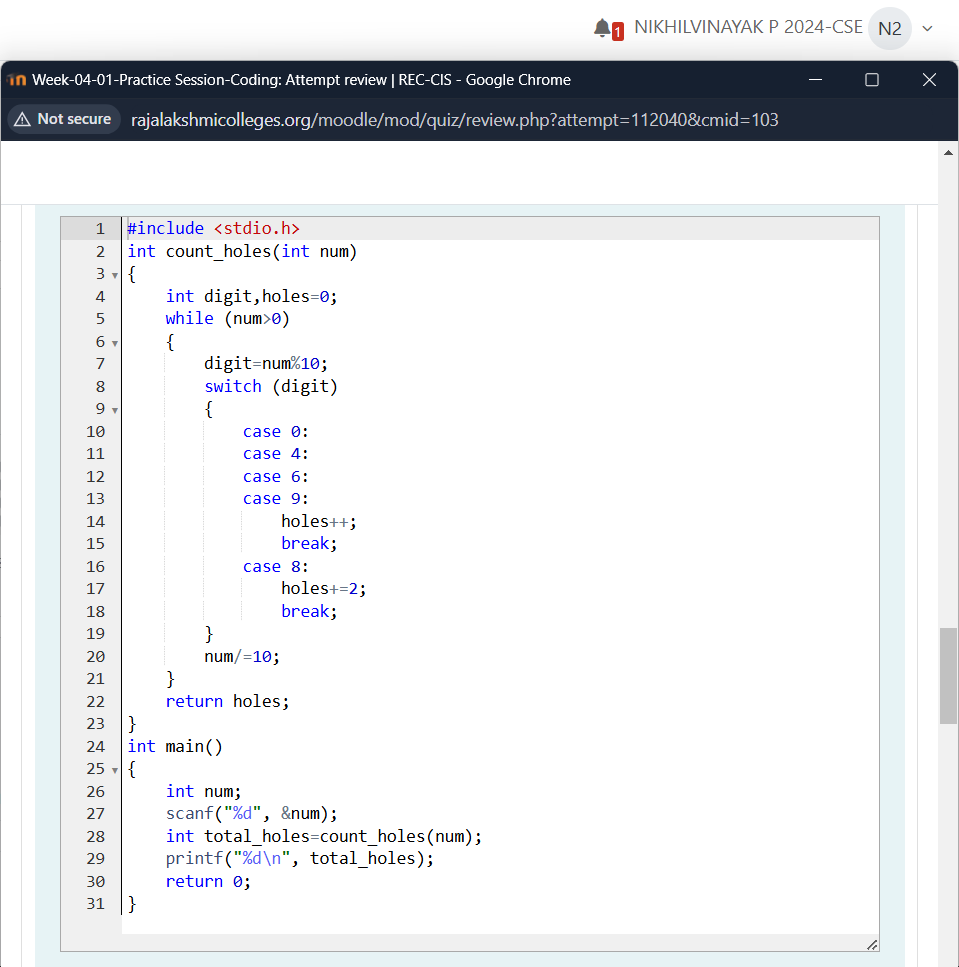 1 NIKHILVINAYAK P 2024-CSE N2
in Week-04-01-Practice Session-Coding: Attempt review | REC-CIS - Google Chrome
Not secure rajalakshmicolleges.org/moodle/mod/quiz/review.php?attempt=112040&cmid=103
1 #include <stdio.h>
2 int count_holes(int num)
3 {
4     int digit,holes=0;
5     while (num>0)
6     {
7         digit=num%10;
8         switch (digit)
9         {
10             case 0:
11             case 4:
12             case 6:
13             case 9:
14                 holes++;
15                 break;
16             case 8:
17                 holes+=2;
18                 break;
19         }
20         num/=10;
21     }
22     return holes;
23 }
24 int main()
25 {
26     int num;
27     scanf("%d", &num);
28     int total_holes=count_holes(num);
29     printf("%d\n", total_holes);
30     return 0;
31 }